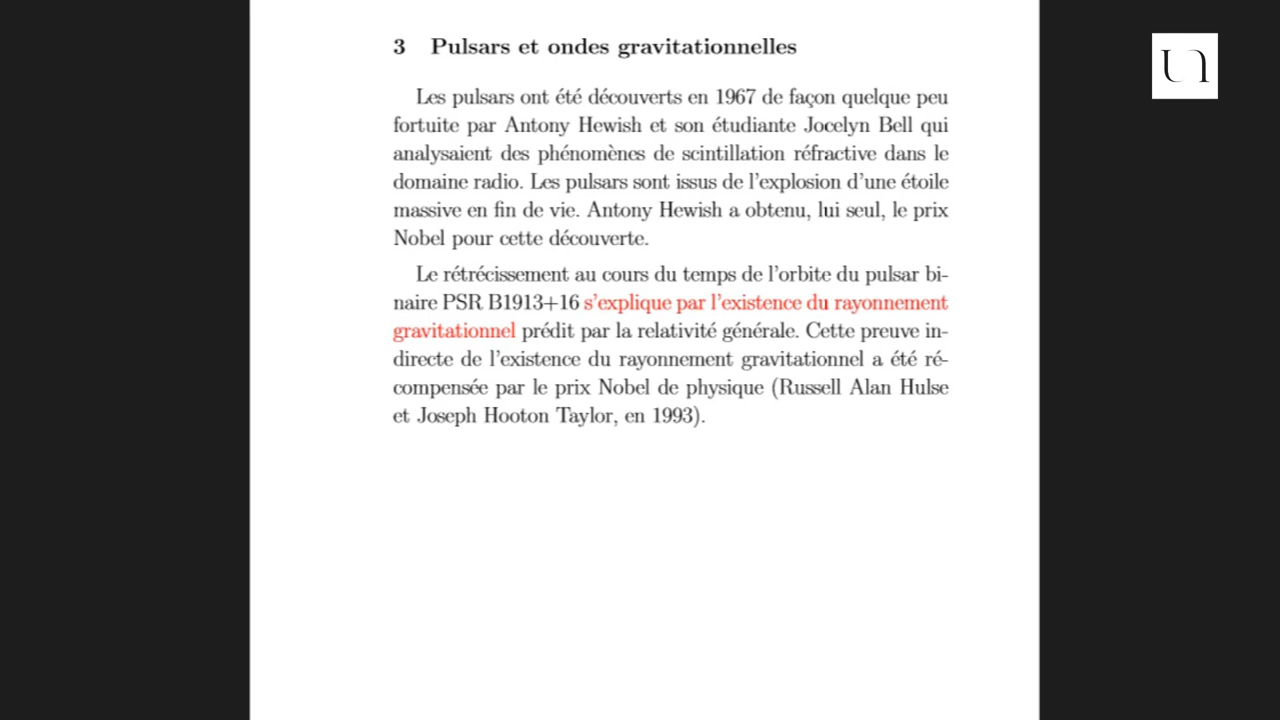 3 Pulsars et ondes gravitationnelles
Les pulsars ont été découverts en 1967 de façon quelque peu
fortuite par Antony Hewish et son étudiante Jocelyn Bell qui
analysaient des phénomènes de scintillation réfractive dans le
domaine radio. Les pulsars sont issus de l'explosion d'une étoile
massive en fin de vie. Antony Hewish a obtenu, lui seul, le prix
Nobel pour cette découverte.
Le rétrécissement au cours du temps de l'orbite du pulsar bi-
naire PSR B1913+16 s'explique par l'existence du rayonnement
gravitationnel prédit par la relativité générale. Cette preuve in-
directe de l'existence du rayonnement gravitationnel a été ré-
compensée par le prix Nobel de physique (Russell Alan Hulse
et Joseph Hooton Taylor, en 1993).